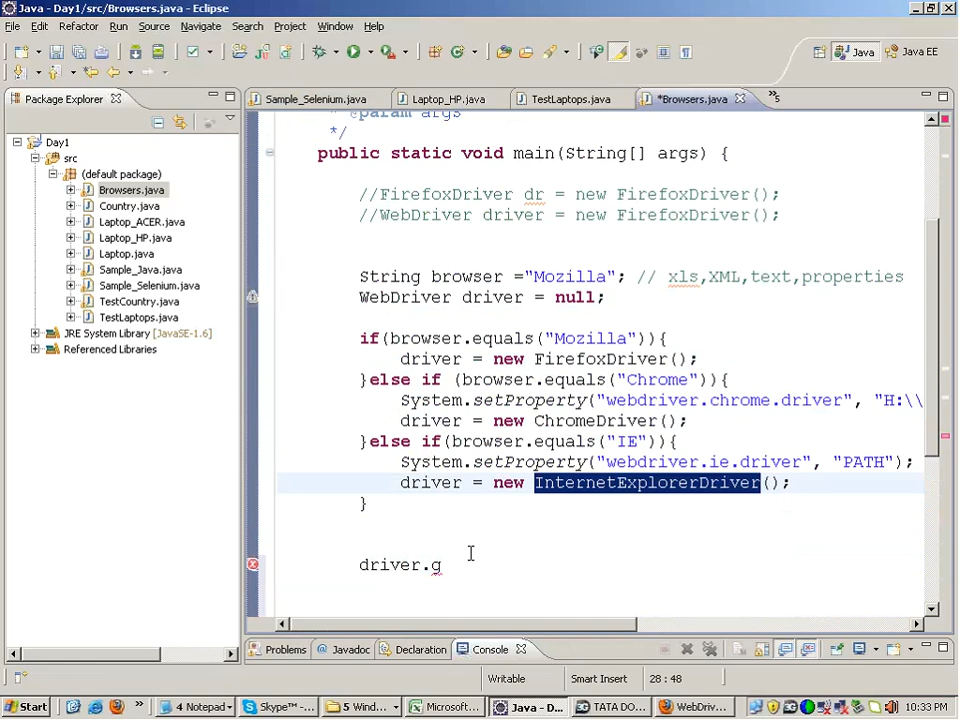 Java - Day1/src/Browsers.java - Eclipse
File Edit Refactor Run Source Navigate Search Project Window Help
Java Java EE
Package Explorer
Sample_Selenium.java Laptop_HP.java TestLaptops.java *Browsers.java »5
Day1
src
(default package)
Browsers.java
Country.java
Laptop_ACER.java
Laptop_HP.java
Laptop.java
Sample_Java.java
Sample_Selenium.java
TestCountry.java
TestLaptops.java
JRE System Library [JavaSE-1.6]
Referenced Libraries
* @param args
*/
public static void main(String[] args) {
//FirefoxDriver dr = new FirefoxDriver();
//WebDriver driver = new FirefoxDriver();
String browser ="Mozilla"; // xls,XML,text,properties
WebDriver driver = null;
if(browser.equals("Mozilla")){
driver = new FirefoxDriver();
}else if (browser.equals("Chrome")){
System.setProperty("webdriver.chrome.driver", "H:\\
driver = new ChromeDriver();
}else if(browser.equals("IE")){
System.setProperty("webdriver.ie.driver", "PATH");
driver = new InternetExplorerDriver();
}
driver.g
Problems Javadoc Declaration Console
Writable Smart Insert 28 : 48
Start » 4 Notepad Skype™ -... 5 Wind... Microsoft... Java - D... TATA DO... WebDriv... 10:33 PM